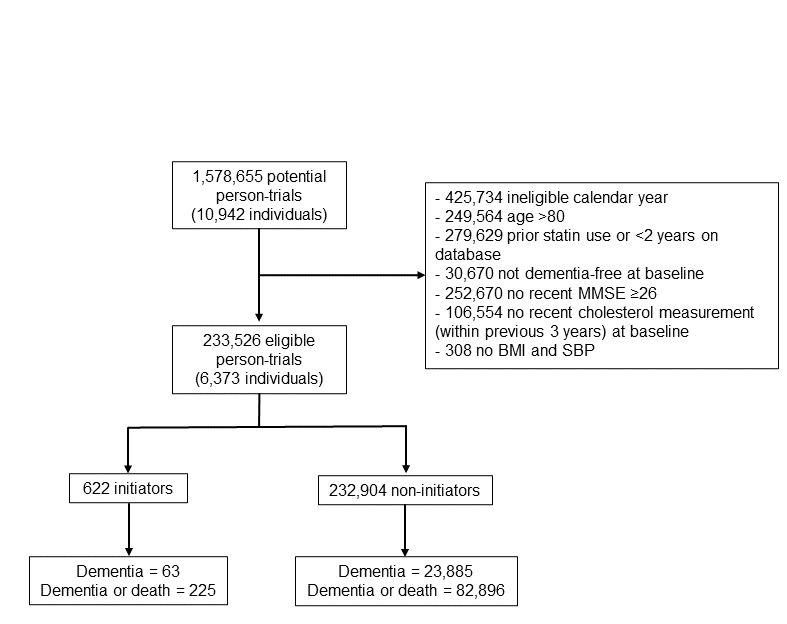 1,578,655 potential
person-trials
(10,942 individuals)
- 425,734 ineligible calendar year
- 249,564 age >80
- 279,629 prior statin use or <2 years on
database
- 30,670 not dementia-free at baseline
- 252,670 no recent MMSE ≥26
- 106,554 no recent cholesterol measurement
(within previous 3 years) at baseline
- 308 no BMI and SBP
233,526 eligible
person-trials
(6,373 individuals)
622 initiators
232,904 non-initiators
Dementia = 63
Dementia or death = 225
Dementia = 23,885
Dementia or death = 82,896